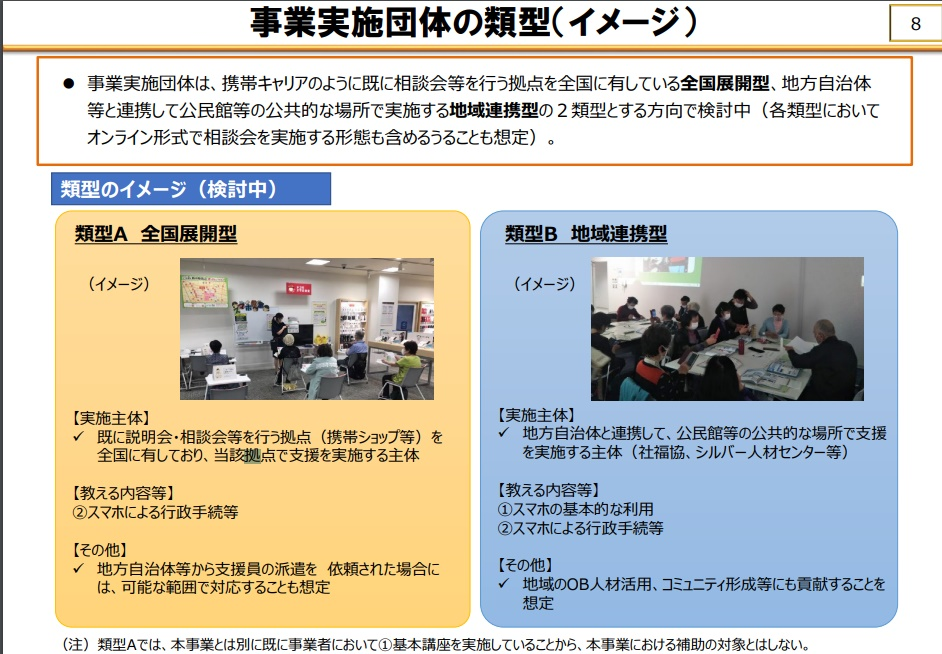 事業実施団体の類型（イメージ）
8
● 事業実施団体は、携帯キャリアのように既に相談会等を行う拠点を全国に有している全国展開型、地方自治体
等と連携して公民館等の公共的な場所で実施する地域連携型の２類型とする方向で検討中（各類型において
オンライン形式で相談会を実施する形態も含めうることも想定）。
類型のイメージ（検討中）
類型A 全国展開型
（イメージ）
【実施主体】
✓ 既に説明会・相談会等を行う拠点（携帯ショップ等）を
全国に有しており、当該拠点で支援を実施する主体
【教える内容等】
②スマホによる行政手続等
【その他】
✓ 地方自治体等から支援員の派遣を 依頼された場合に
は、可能な範囲で対応することも想定
類型B 地域連携型
（イメージ）
【実施主体】
✓ 地方自治体と連携して、公民館等の公共的な場所で支援
を実施する主体（社福協、シルバー人材センター等）
【教える内容等】
①スマホの基本的な利用
②スマホによる行政手続等
【その他】
✓ 地域のOB人材活用、コミュニティ形成等にも貢献することを
想定
（注）類型Aでは、本事業とは別に既に事業者において①基本講座を実施していることから、本事業における補助の対象とはしない。